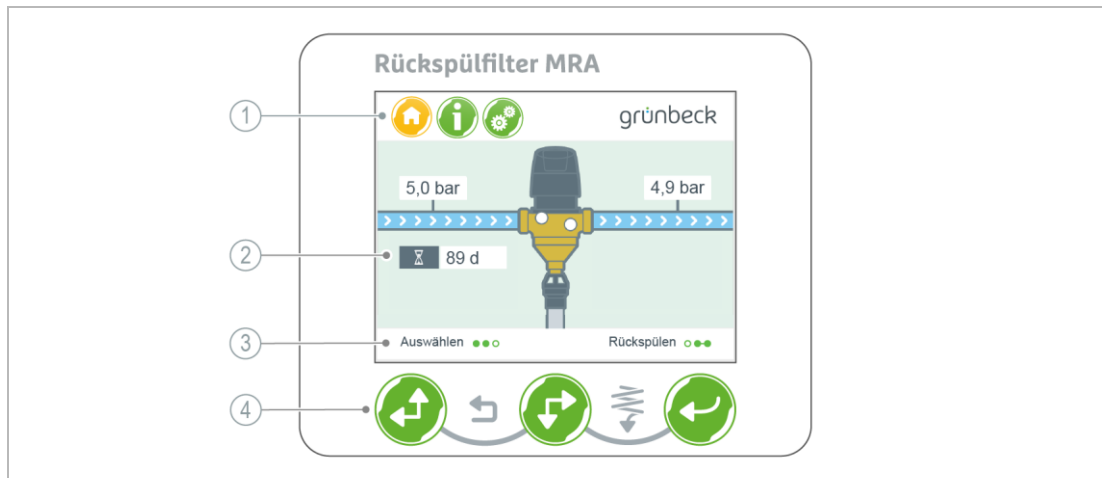 Rückspülfilter MRA
1
grünbeck
5,0 bar
4,9 bar
2
89 d
3
Auswählen
Rückspülen
4